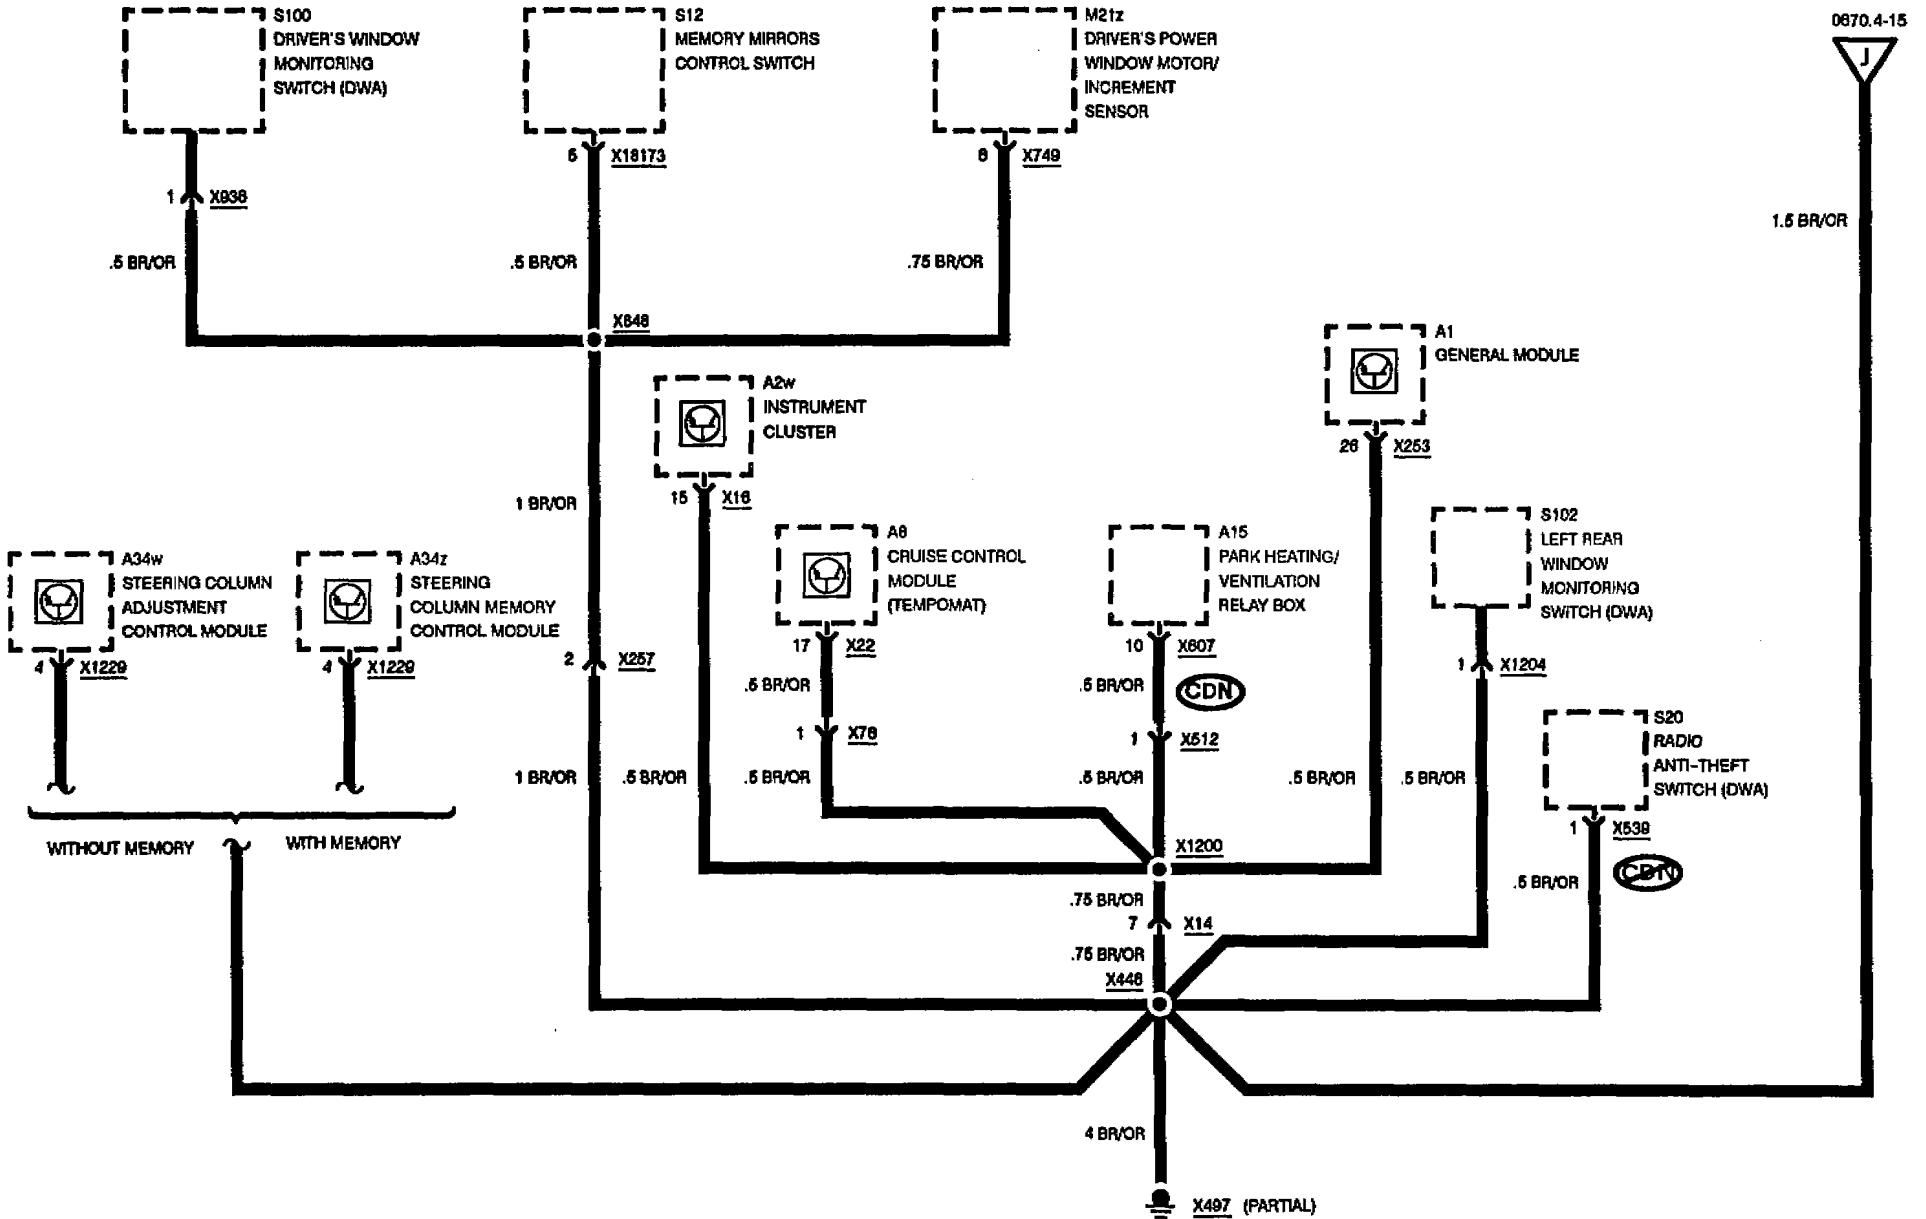 S100
DRIVER'S WINDOW
MONITORING
SWITCH (DWA)
S12
MEMORY MIRRORS
CONTROL SWITCH
M21z
DRIVER'S POWER
WINDOW MOTOR/
INCREMENT
SENSOR
0670.4-15
J
5
X18173
6
X749
1
X936
1.5 BR/OR
.5 BR/OR
.5 BR/OR
.75 BR/OR
X648
A1
GENERAL MODULE
A2w
INSTRUMENT
CLUSTER
26
X253
15
X16
1 BR/OR
S102
LEFT REAR
WINDOW
MONITORING
SWITCH (DWA)
A8
CRUISE CONTROL
MODULE
(TEMPOMAT)
A15
PARK HEATING/
VENTILATION
RELAY BOX
A34w
STEERING COLUMN
ADJUSTMENT
CONTROL MODULE
A34z
STEERING
COLUMN MEMORY
CONTROL MODULE
17
X22
10
X607
4
X1229
4
X1229
2
X257
1
X1204
.5 BR/OR
.5 BR/OR
CDN
S20
RADIO
ANTI-THEFT
SWITCH (DWA)
1
X76
1
X512
1 BR/OR
.5 BR/OR
.5 BR/OR
.5 BR/OR
.5 BR/OR
.5 BR/OR
1
X539
WITHOUT MEMORY
WITH MEMORY
X1200
CDN
.5 BR/OR
.75 BR/OR
7
X14
.75 BR/OR
X446
4 BR/OR
X497 (PARTIAL)